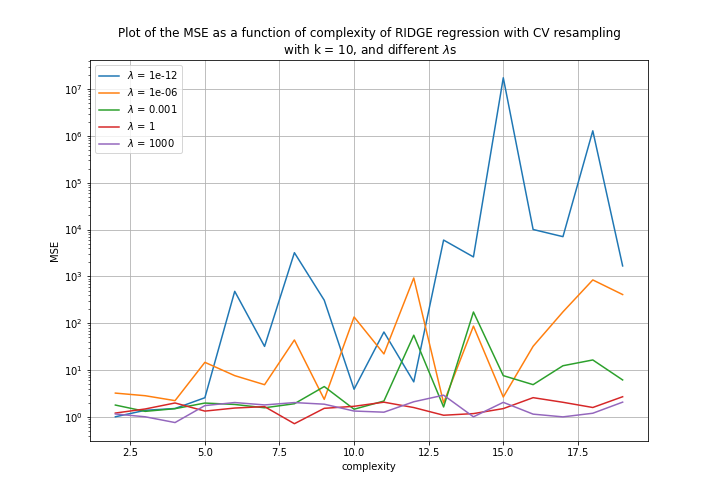 Plot of the MSE as a function of complexity of RIDGE regression with CV resampling
with k = 10, and different λs
λ = 1e-12
λ = 1e-06
λ = 0.001
λ = 1
λ = 1000
MSE
10⁷
10⁶
10⁵
10⁴
10³
10²
10¹
10⁰
2.5 5.0 7.5 10.0 12.5 15.0 17.5
complexity